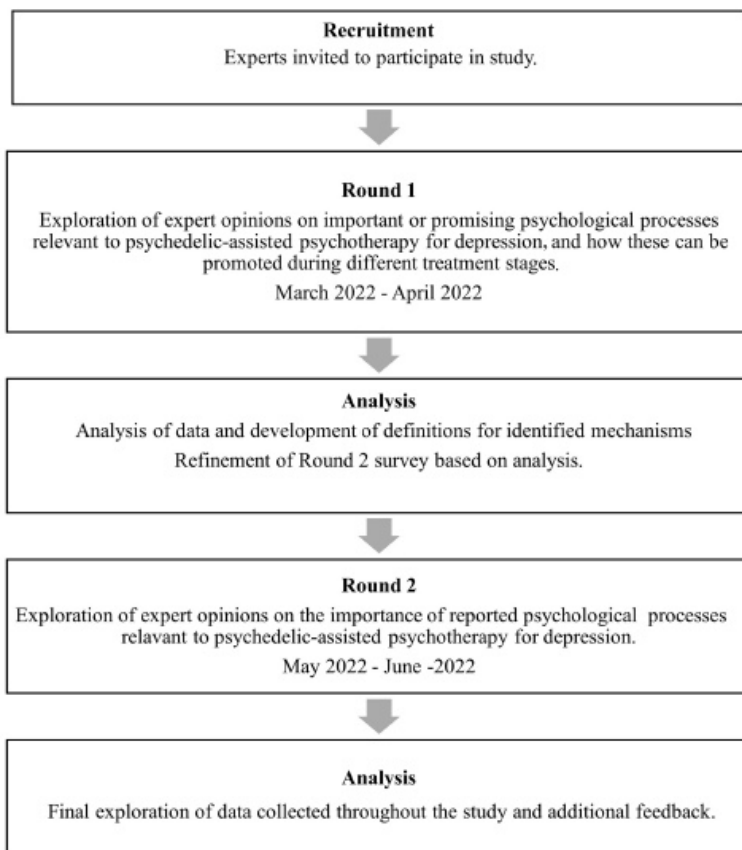 Recruitment
Experts invited to participate in study.
Round 1
Exploration of expert opinions on important or promising psychological processes
relevant to psychedelic-assisted psychotherapy for depression, and how these can be
promoted during different treatment stages.
March 2022 - April 2022
Analysis
Analysis of data and development of definitions for identified mechanisms
Refinement of Round 2 survey based on analysis.
Round 2
Exploration of expert opinions on the importance of reported psychological processes
relavant to psychedelic-assisted psychotherapy for depression.
May 2022 - June -2022
Analysis
Final exploration of data collected throughout the study and additional feedback.